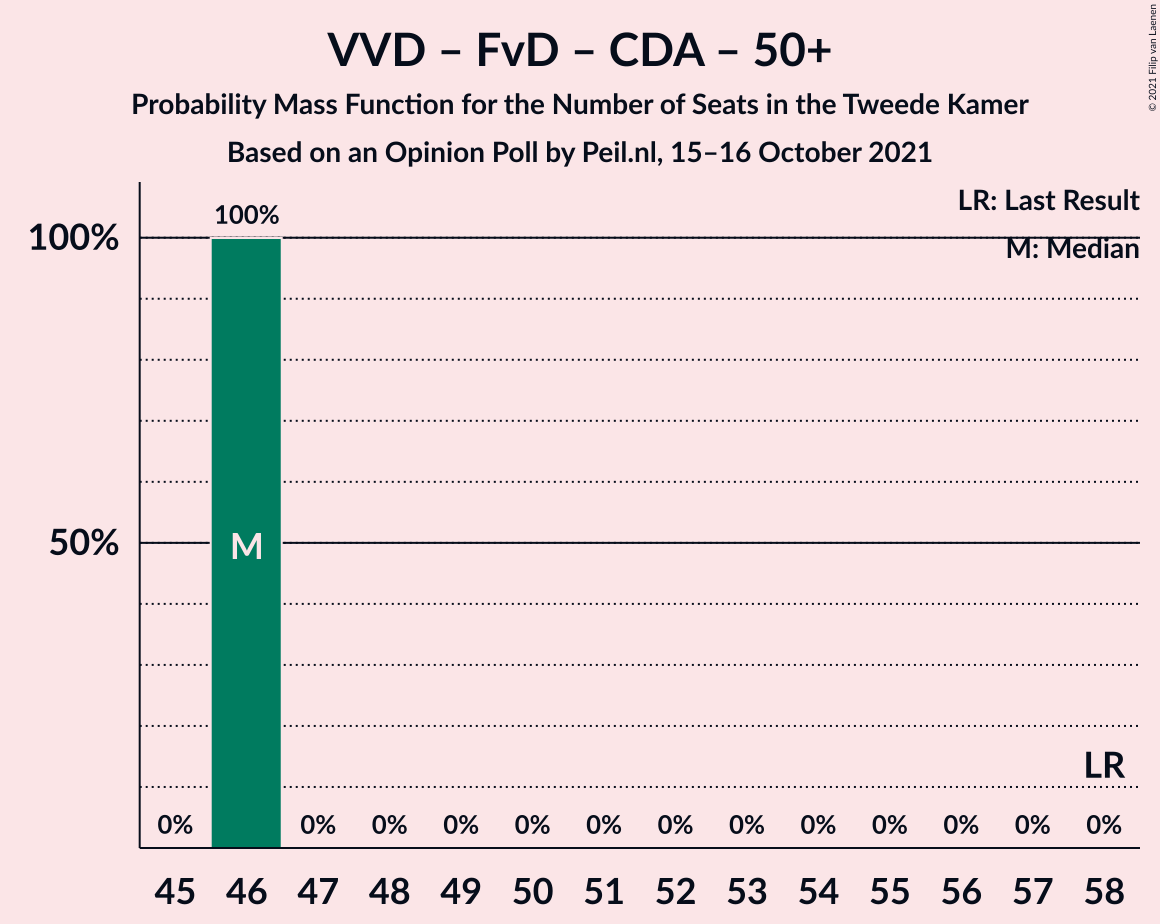 VVD – FvD – CDA – 50+
Probability Mass Function for the Number of Seats in the Tweede Kamer
Based on an Opinion Poll by Peil.nl, 15–16 October 2021
© 2021 Filip van Laenen
LR: Last Result
M: Median
100%
100%
50%
M
LR
0% 0% 0% 0% 0% 0% 0% 0% 0% 0% 0% 0% 0%
45 46 47 48 49 50 51 52 53 54 55 56 57 58